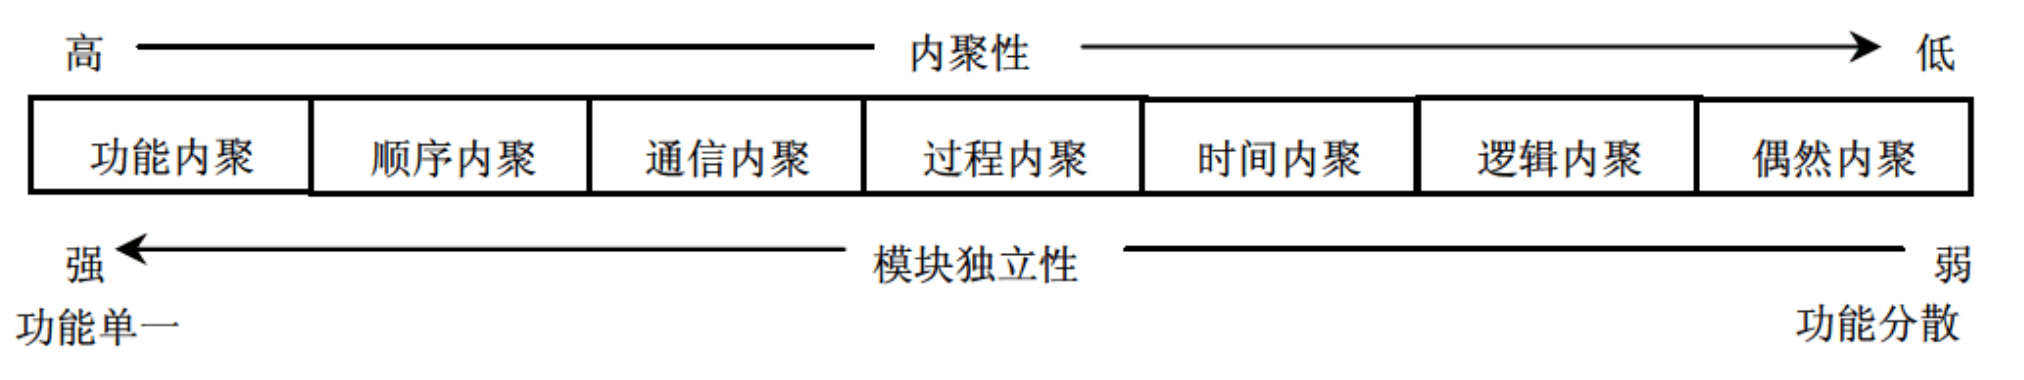 高 内聚性 低
功能内聚 顺序内聚 通信内聚 过程内聚 时间内聚 逻辑内聚 偶然内聚
强 模块独立性 弱
功能单一 功能分散